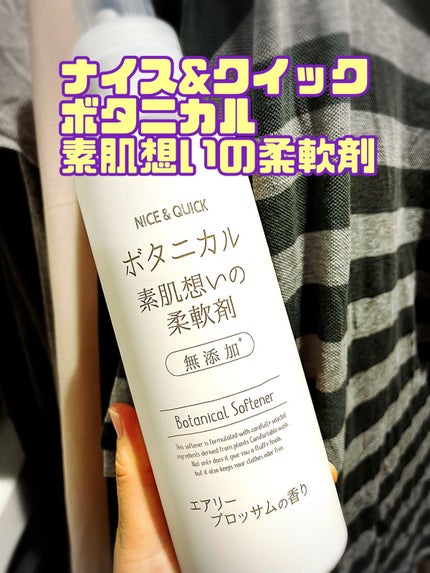 ナイス&クイック
ボタニカル
素肌想いの柔軟剤
NICE & QUICK
ボタニカル
素肌想いの
柔軟剤
無添加*
Botanical Softener
This softener is formulated with carefully selected
ingredients derived from plants. Comfortable wash.
Not only does it give you a fluffy finish,
but it also keeps your clothes odor free.
エアリー
ブロッサムの香り